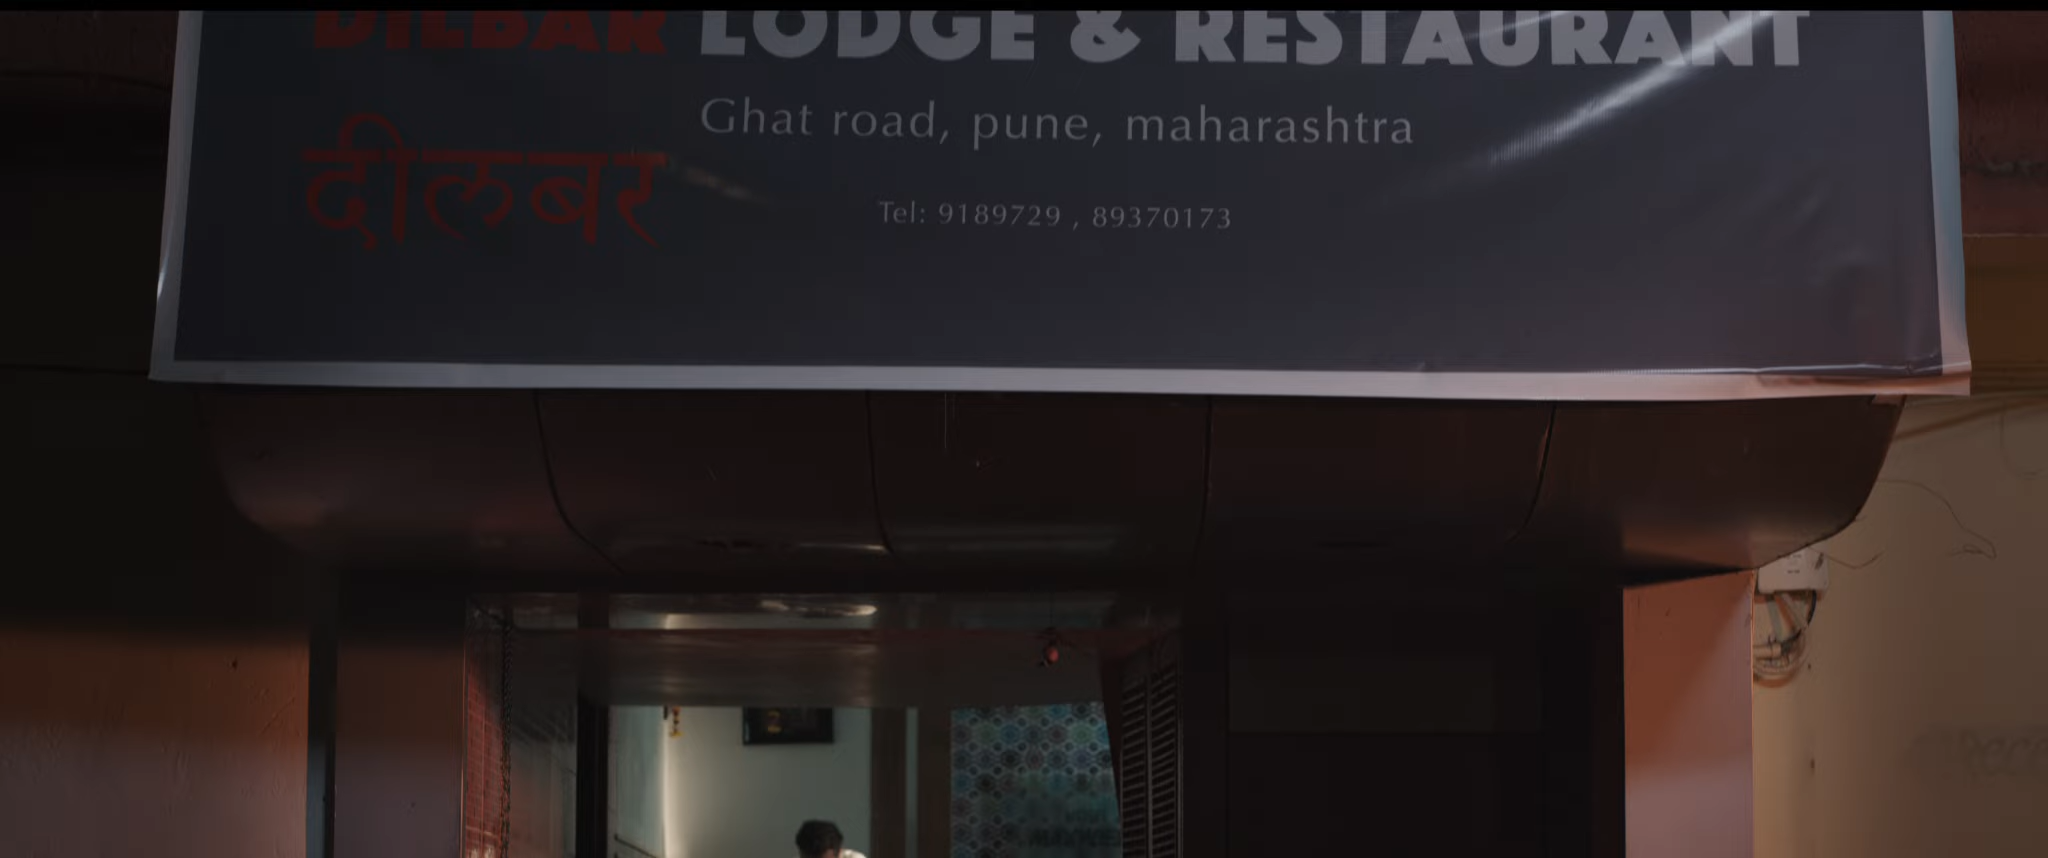 DILBAR LODGE & RESTAURANT
Ghat road, pune, maharashtra
दीलबर
Tel: 9189729 , 89370173